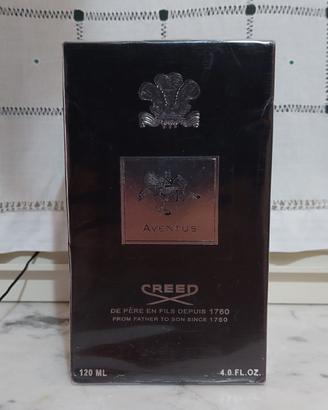 AVENTUS
CREED
DE PÈRE EN FILS DEPUIS 1760
FROM FATHER TO SON SINCE 1760
120 ML 4.0 FL.OZ.